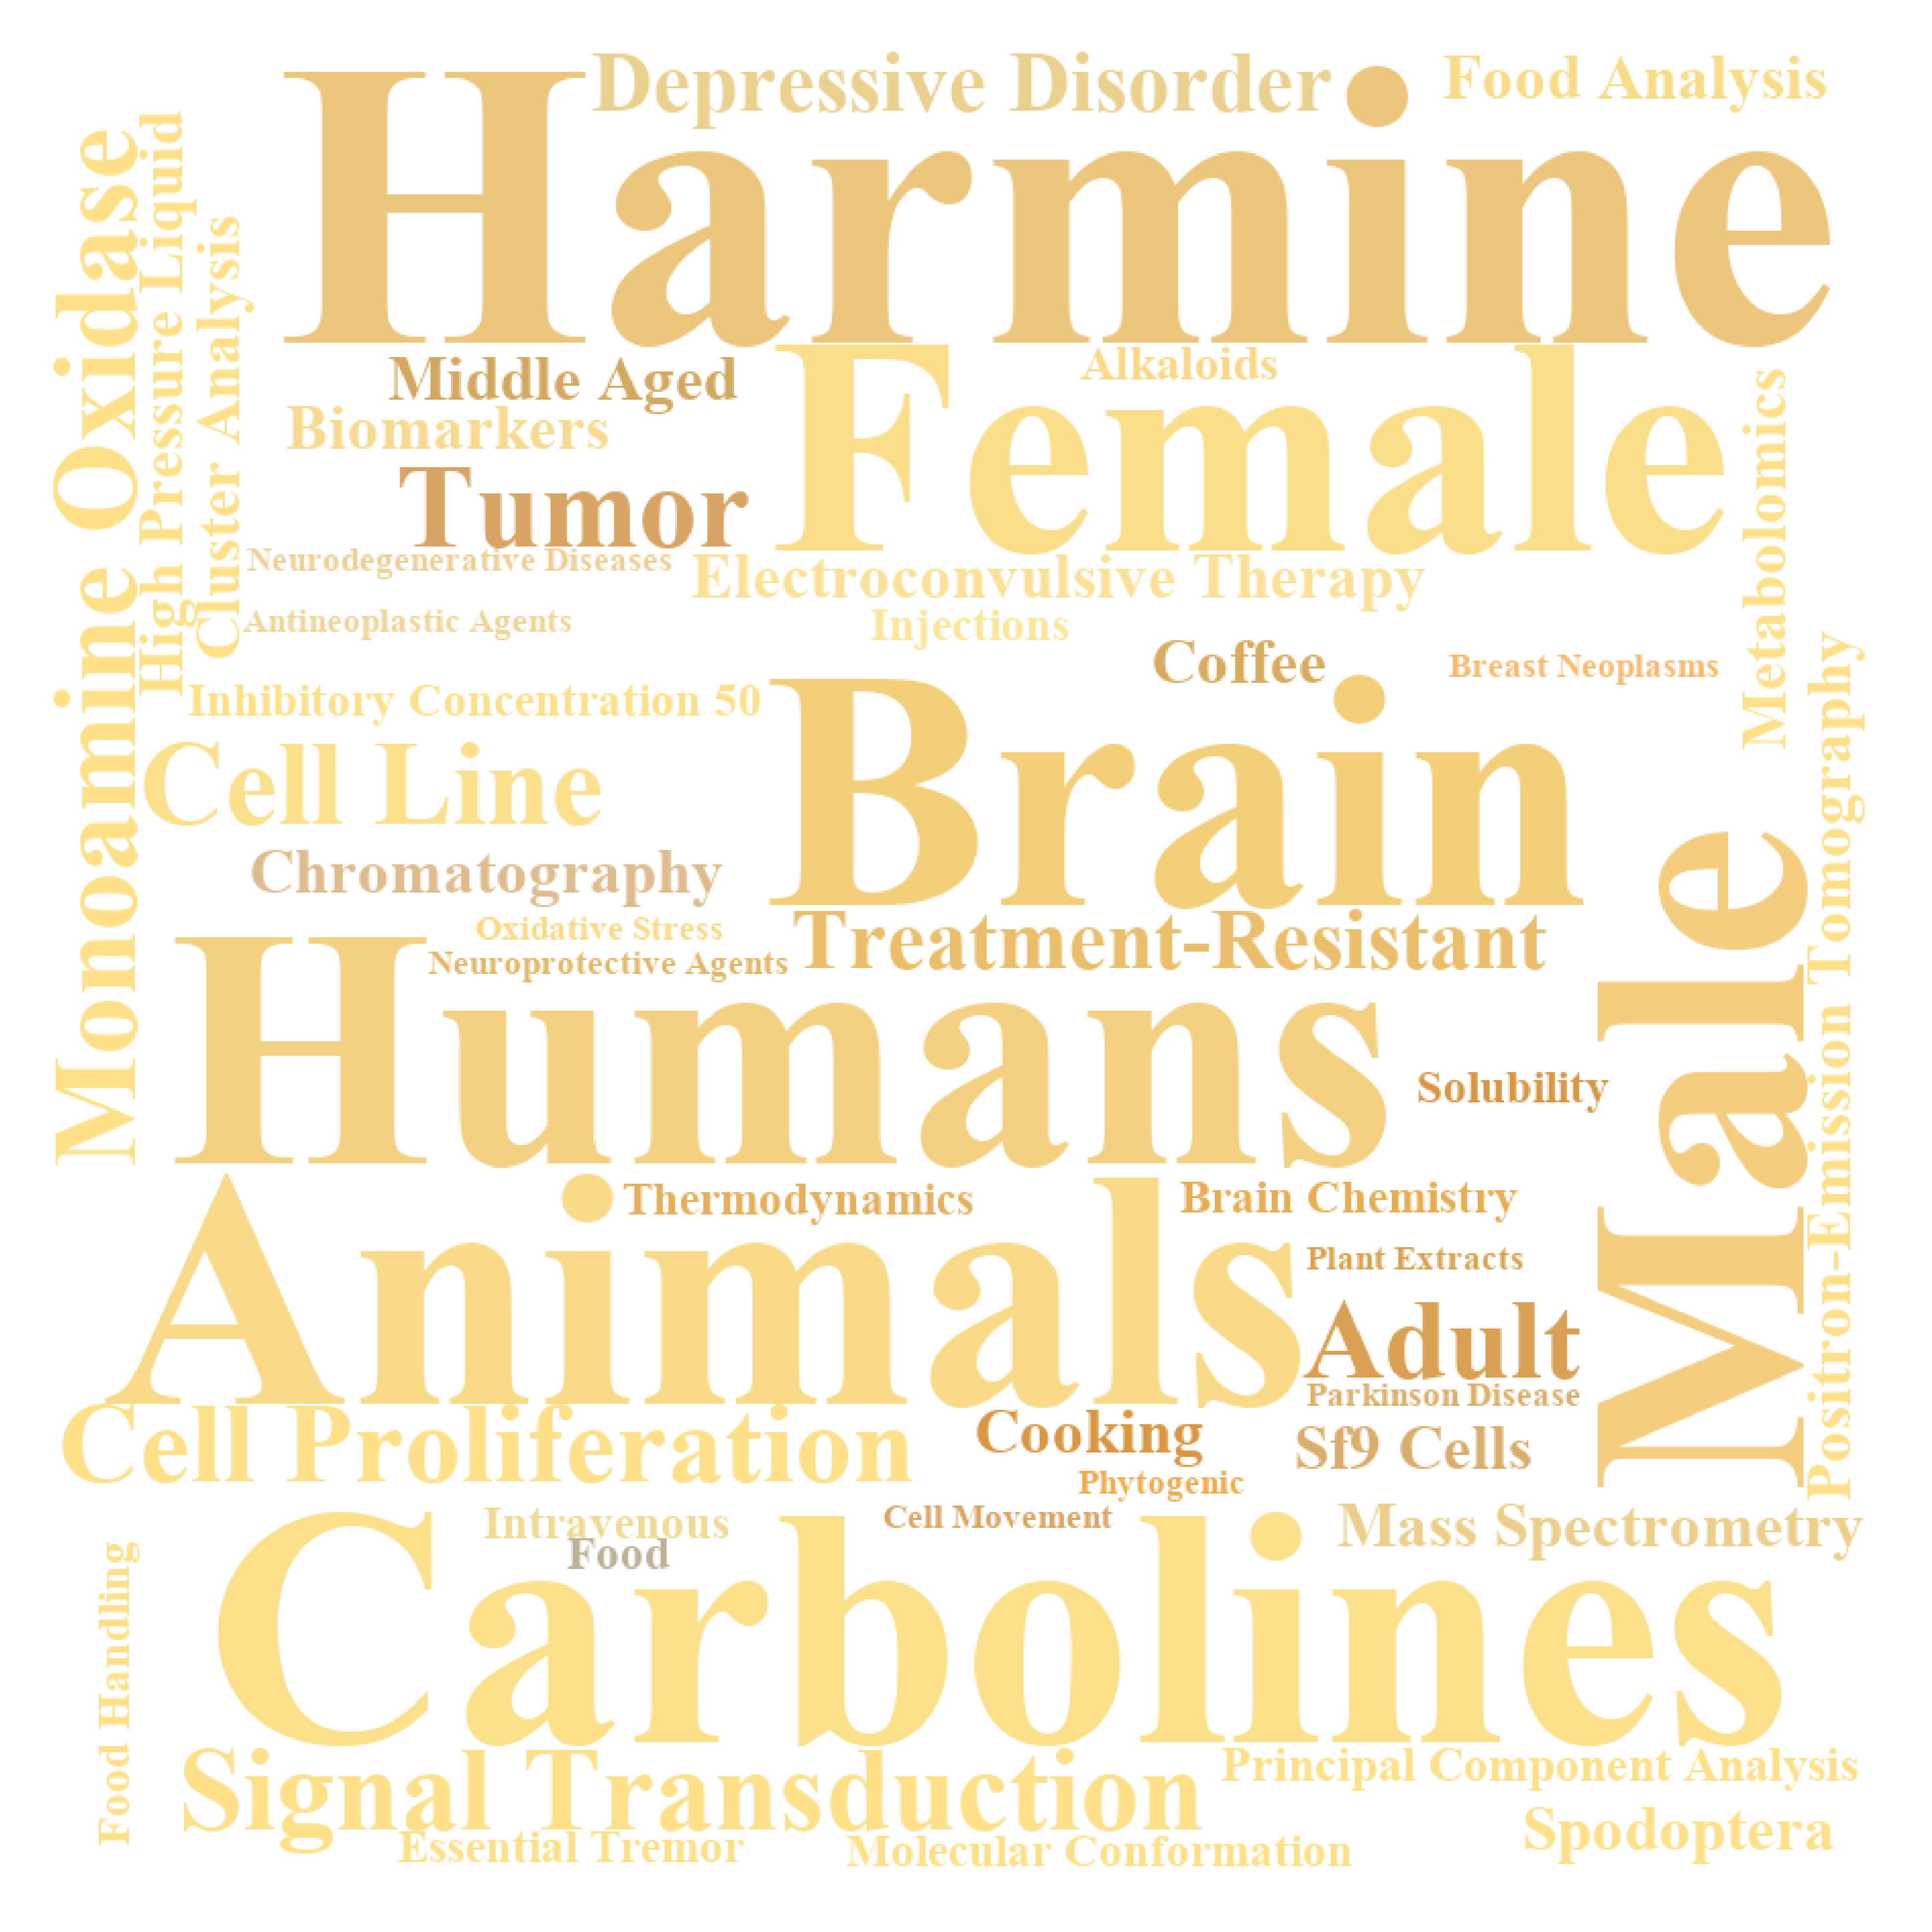 Depressive Disorder
Food Analysis
Harmine
Monoamine Oxidase
High Pressure Liquid
Cluster Analysis
Middle Aged
Alkaloids
Female
Biomarkers
Tumor
Metabolomics
Neurodegenerative Diseases
Electroconvulsive Therapy
Antineoplastic Agents
Injections
Coffee
Breast Neoplasms
Inhibitory Concentration 50
Brain
Positron-Emission Tomography
Cell Line
Chromatography
Male
Oxidative Stress
Treatment-Resistant
Neuroprotective Agents
Humans
Solubility
Thermodynamics
Brain Chemistry
Animals
Plant Extracts
Adult
Parkinson Disease
Cell Proliferation
Cooking
Sf9 Cells
Phytogenic
Intravenous
Cell Movement
Mass Spectrometry
Food
Carbolines
Food Handling
Signal Transduction
Principal Component Analysis
Spodoptera
Essential Tremor
Molecular Conformation